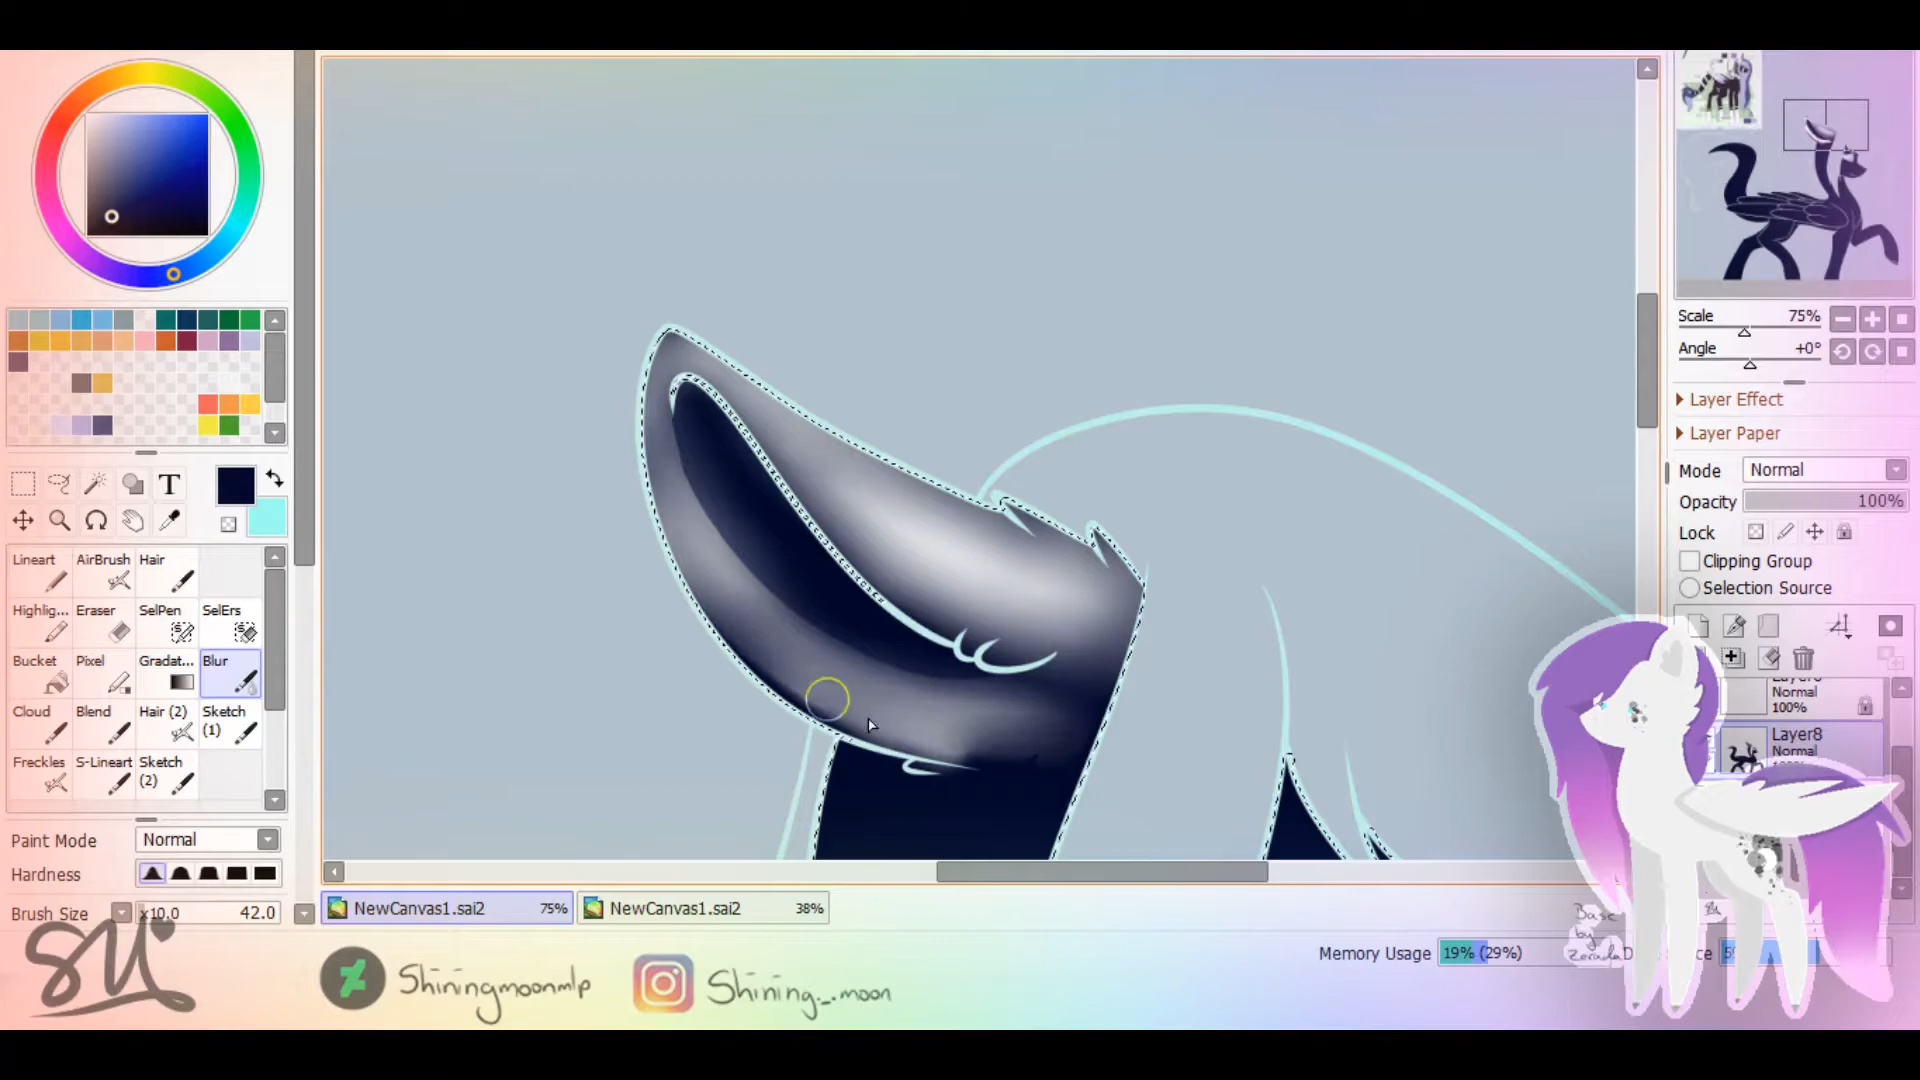 Scale 75%
Angle +0°
Layer Effect
Layer Paper
Mode Normal
Opacity 100%
Lock
Clipping Group
Selection Source
Normal
100%
Layer8
Normal
T
Lineart AirBrush Hair
Highlig... Eraser SelPen SelErs
Bucket Pixel Gradat... Blur
Cloud Blend Hair (2) Sketch (1)
Freckles S-Lineart Sketch (2)
Paint Mode Normal
Hardness
Brush Size x10.0 42.0
NewCanvas1.sai2 75% NewCanvas1.sai2 38%
Memory Usage 19% (29%)
Base
by
Zerada
Shiningmoonmlp Shining._.moon